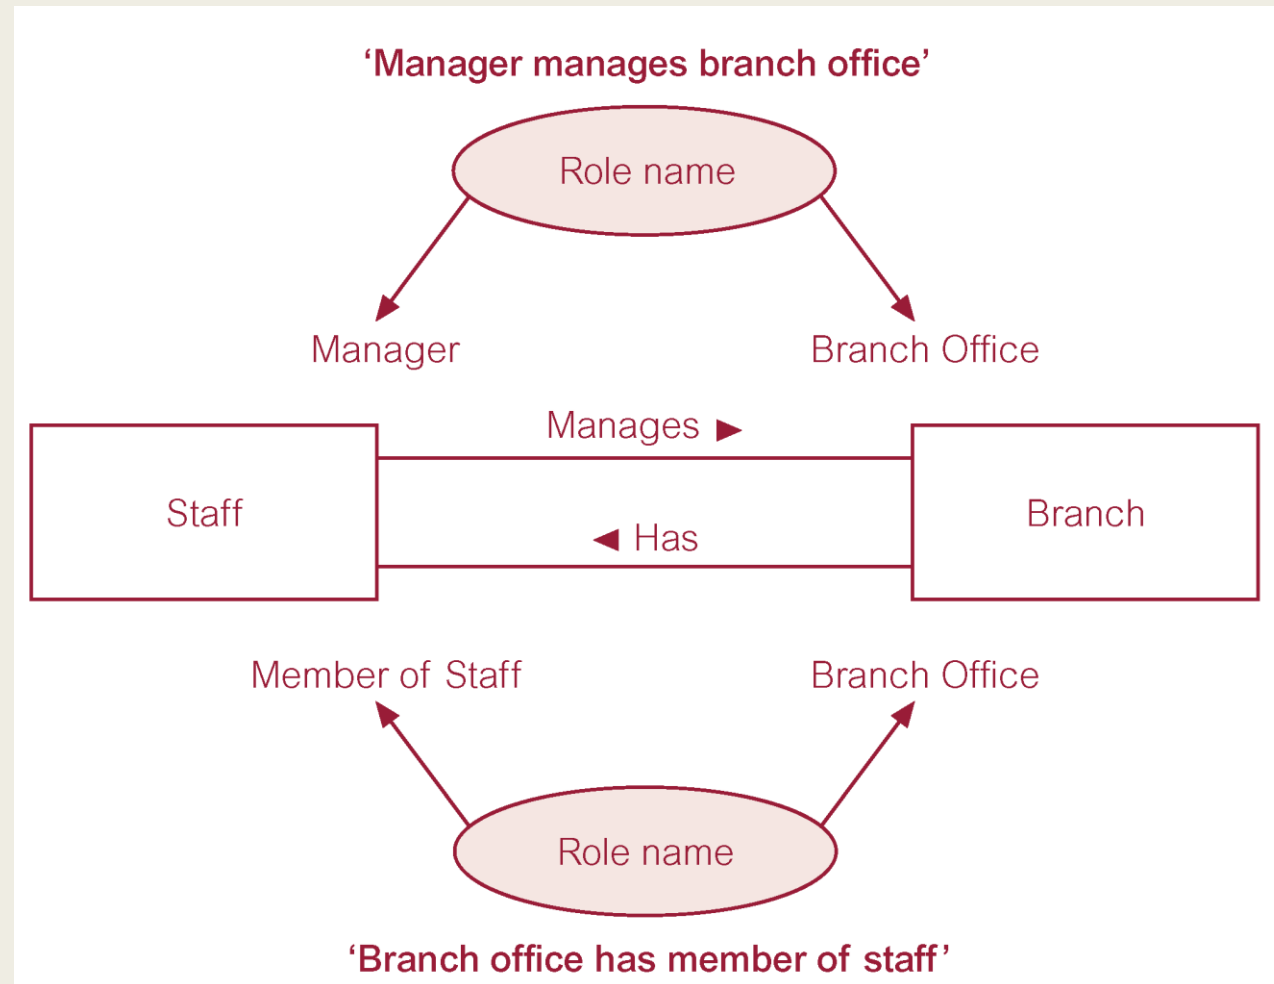 ‘Manager manages branch office’
Role name
Manager
Branch Office
Manages ►
Staff
Branch
◄ Has
Member of Staff
Branch Office
Role name
‘Branch office has member of staff’